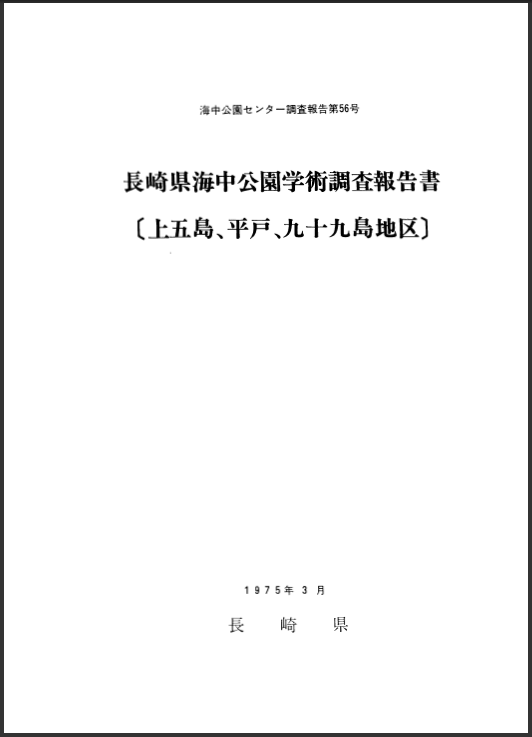 海中公園センター調査報告第56号
長崎県海中公園学術調査報告書
〔上五島、平戸、九十九島地区〕
1975年 3 月
長 崎 県